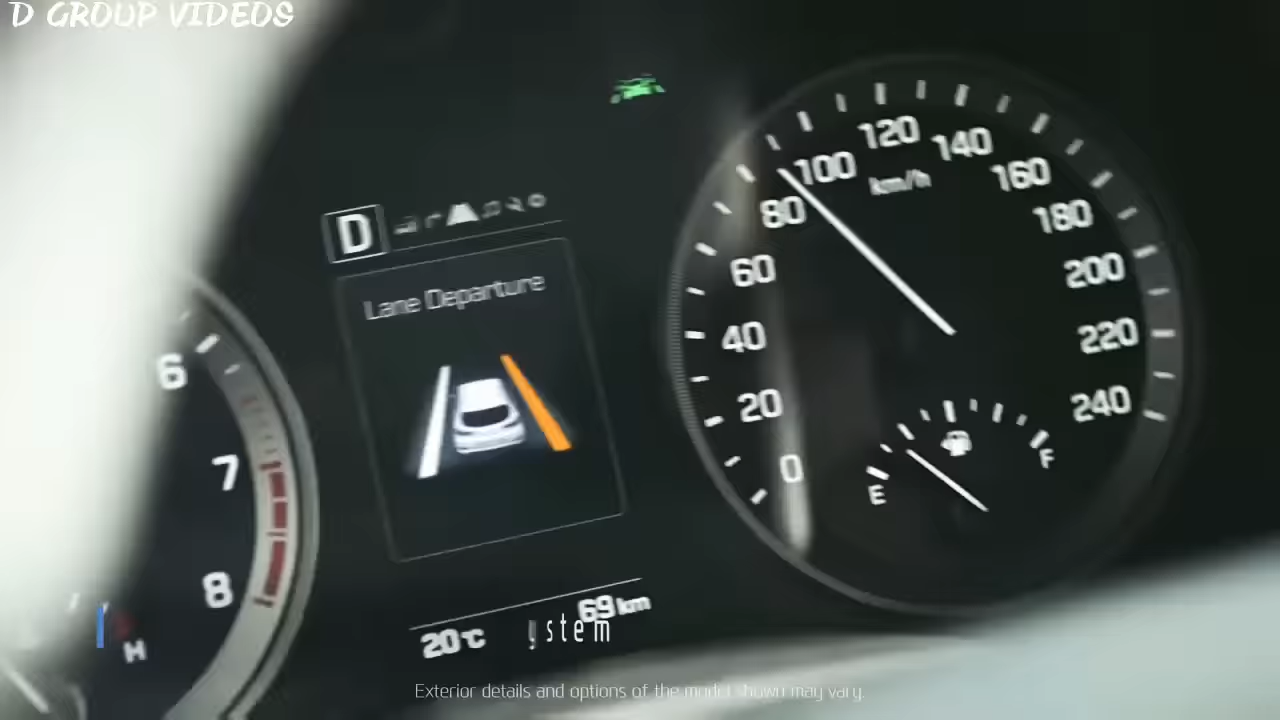 D GROUP VIDEOS
D
Lane Departure
6
7
8
H
20°C
69 km
ystem
0
20
40
60
80
100
120
140
160
180
200
220
240
km/h
E
F
Exterior details and options of the model shown may vary.